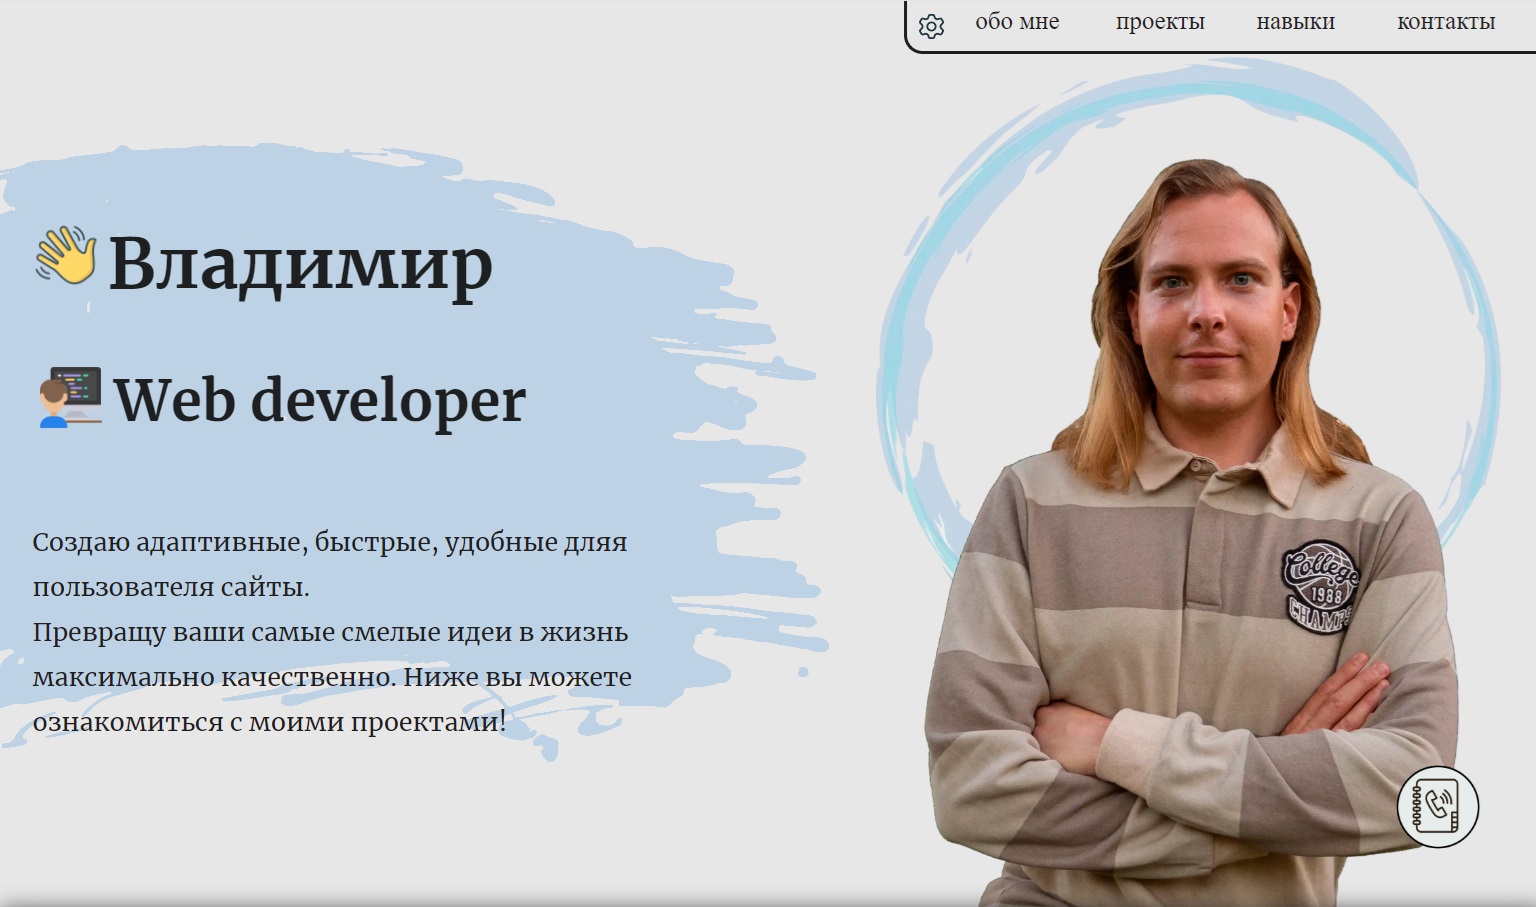 обо мне проекты навыки контакты
👋 Владимир
Web developer
Создаю адаптивные, быстрые, удобные дляя
пользователя сайты.
Превращу ваши самые смелые идеи в жизнь
максимально качественно. Ниже вы можете
ознакомиться с моими проектами!
College
1988
CHAMPS